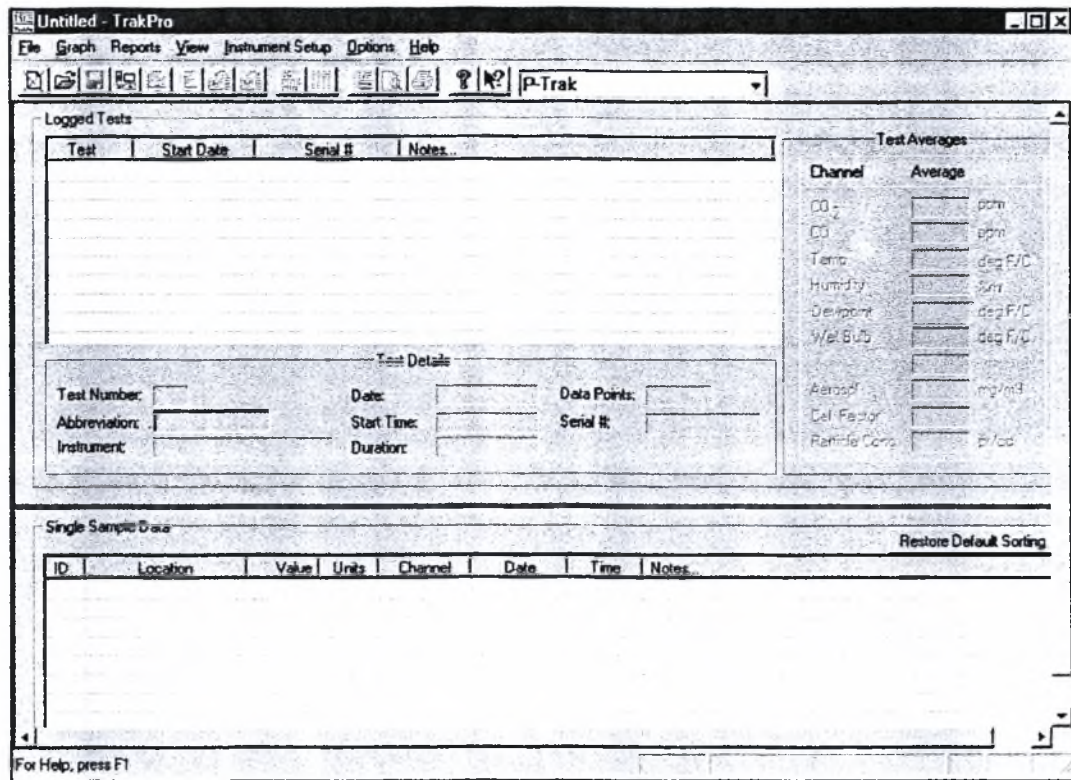 Untitled - TrakPro
File Graph Reports View Instrument Setup Options Help
P-Trak
Logged Tests
Test Start Date Serial # Notes...
Test Averages
Channel Average
CO2 ppm
CO ppm
Temp deg F/C
Humidity %rh
Dewpoint deg F/C
Wet Bulb deg F/C
Aerosol mg/m3
Cal. Factor
Particle Conc pt/cc
Test Details
Test Number: Date: Data Points:
Abbreviation: Start Time: Serial #:
Instrument: Duration:
Single Sample Data
Restore Default Sorting
ID Location Value Units Channel Date Time Notes...
For Help, press F1